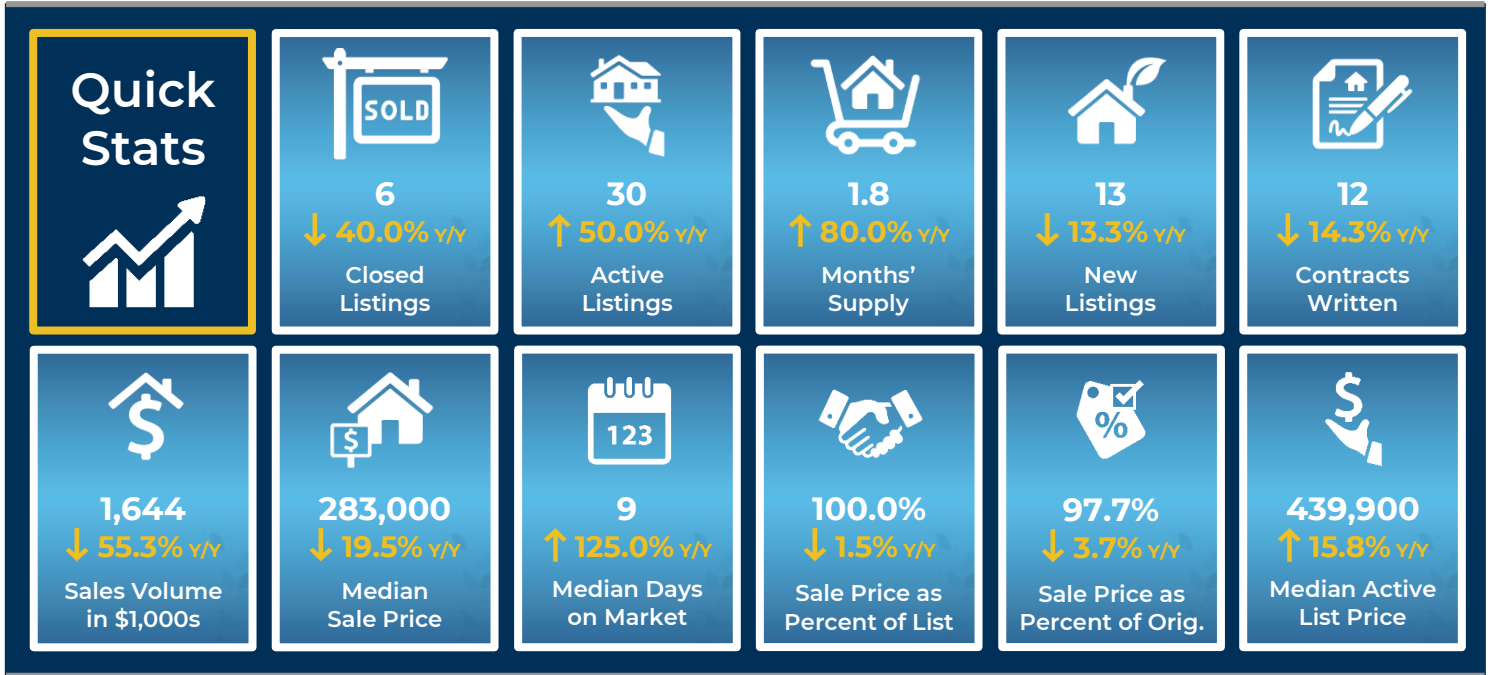 Quick
Stats
SOLD
6
↓ 40.0% Y/Y
Closed
Listings
30
↑ 50.0% Y/Y
Active
Listings
1.8
↑ 80.0% Y/Y
Months’
Supply
13
↓ 13.3% Y/Y
New
Listings
12
↓ 14.3% Y/Y
Contracts
Written
$
1,644
↓ 55.3% Y/Y
Sales Volume
in $1,000s
$
283,000
↓ 19.5% Y/Y
Median
Sale Price
123
9
↑ 125.0% Y/Y
Median Days
on Market
100.0%
↓ 1.5% Y/Y
Sale Price as
Percent of List
%
97.7%
↓ 3.7% Y/Y
Sale Price as
Percent of Orig.
$
439,900
↑ 15.8% Y/Y
Median Active
List Price